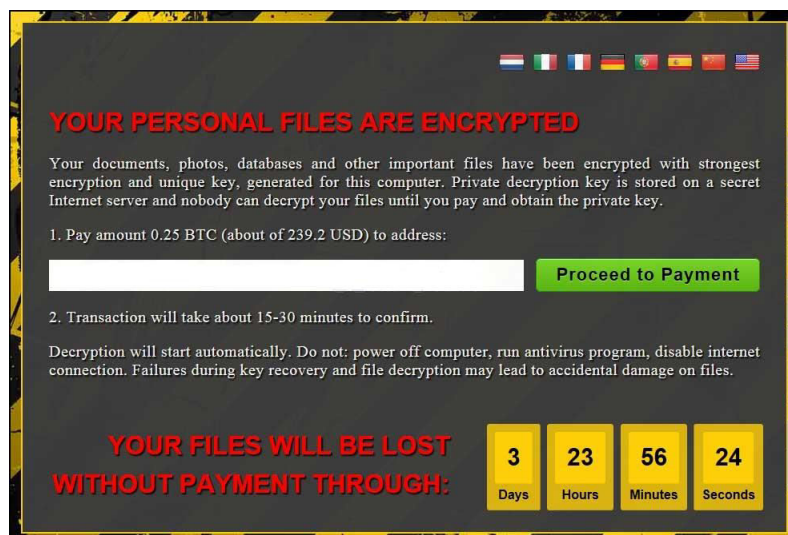 YOUR PERSONAL FILES ARE ENCRYPTED
Your documents, photos, databases and other important files have been encrypted with strongest
encryption and unique key, generated for this computer. Private decryption key is stored on a secret
Internet server and nobody can decrypt your files until you pay and obtain the private key.
1. Pay amount 0.25 BTC (about of 239.2 USD) to address:
Proceed to Payment
2. Transaction will take about 15-30 minutes to confirm.
Decryption will start automatically. Do not: power off computer, run antivirus program, disable internet
connection. Failures during key recovery and file decryption may lead to accidental damage on files.
YOUR FILES WILL BE LOST
WITHOUT PAYMENT THROUGH:
3 23 56 24
Days Hours Minutes Seconds